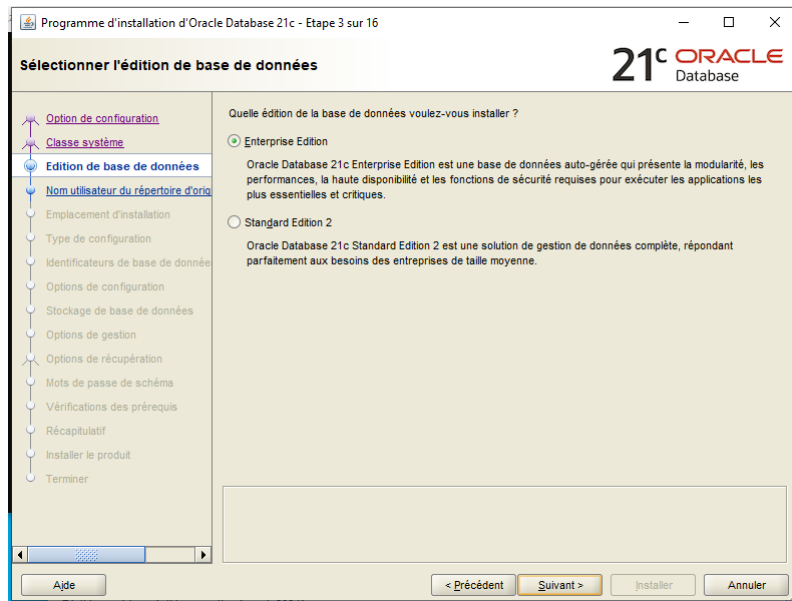 Programme d'installation d'Oracle Database 21c - Etape 3 sur 16
Sélectionner l'édition de base de données
21c ORACLE
Database
Option de configuration
Classe système
Edition de base de données
Nom utilisateur du répertoire d'orig
Emplacement d'installation
Type de configuration
Identificateurs de base de donnée
Options de configuration
Stockage de base de données
Options de gestion
Options de récupération
Mots de passe de schéma
Vérifications des prérequis
Récapitulatif
Installer le produit
Terminer
Quelle édition de la base de données voulez-vous installer ?
Enterprise Edition
Oracle Database 21c Enterprise Edition est une base de données auto-gérée qui présente la modularité, les
performances, la haute disponibilité et les fonctions de sécurité requises pour exécuter les applications les
plus essentielles et critiques.
Standard Edition 2
Oracle Database 21c Standard Edition 2 est une solution de gestion de données complète, répondant
parfaitement aux besoins des entreprises de taille moyenne.
Aide
< Précédent
Suivant >
Installer
Annuler